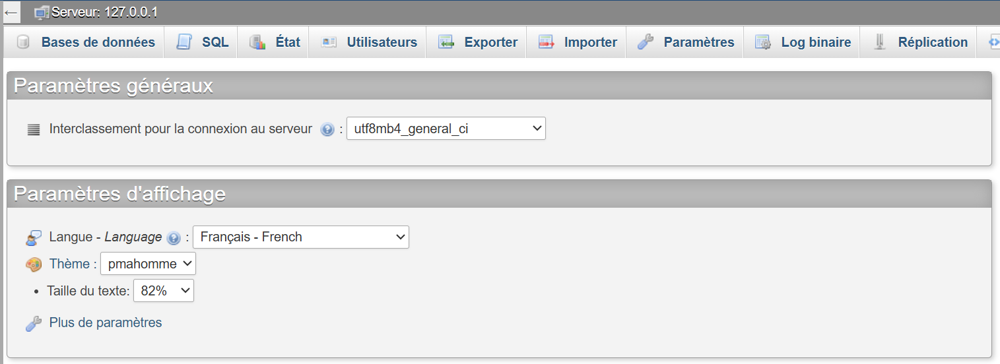 Serveur: 127.0.0.1
Bases de données SQL État Utilisateurs Exporter Importer Paramètres Log binaire Réplication
Paramètres généraux
Interclassement pour la connexion au serveur : utf8mb4_general_ci
Paramètres d'affichage
Langue - Language : Français - French
Thème : pmahomme
• Taille du texte: 82%
Plus de paramètres